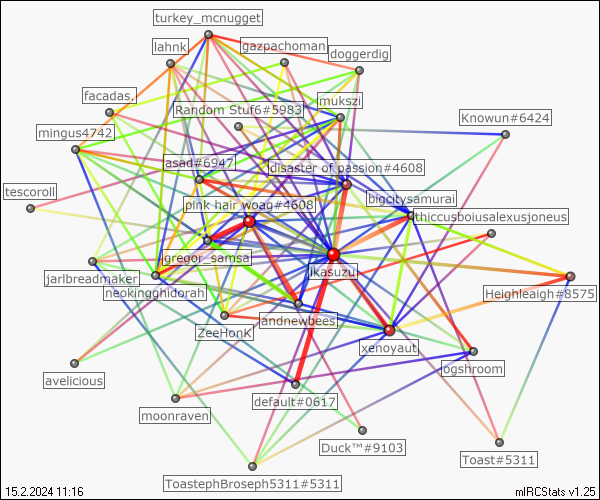 turkey_mcnugget
lahnk
gazpachoman
doggerdig
facadas.
mukszi
Random Stuf6#5983
Knowun#6424
mingus4742
asad#6947
disaster of passion#4608
tescoroll
pink hair woag#4608
bigcitysamurai
thiccusboiusalexusjoneus
gregor_samsa
ikasuzu
jarlbreadmaker
neokingghidorah
Heighleaigh#8575
ZeeHonK
andnewbees
xenoyaut
ogshroom
avelicious
default#0617
moonraven
Duck™#9103
Toast#5311
ToastephBroseph5311#5311
15.2.2024 11:16
mIRCStats v1.25